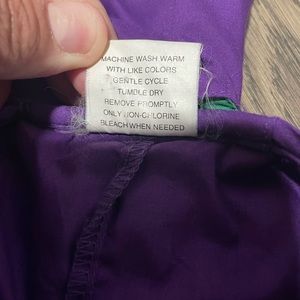 MACHINE WASH WARM
WITH LIKE COLORS
GENTLE CYCLE
TUMBLE DRY
REMOVE PROMPTLY
ONLY NON-CHLORINE
BLEACH WHEN NEEDED